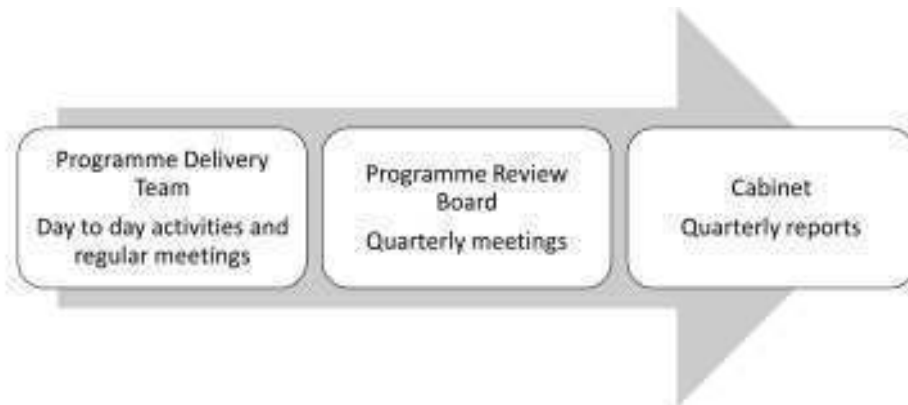 Programme Delivery
Team
Day to day activities and
regular meetings
Programme Review
Board
Quarterly meetings
Cabinet
Quarterly reports